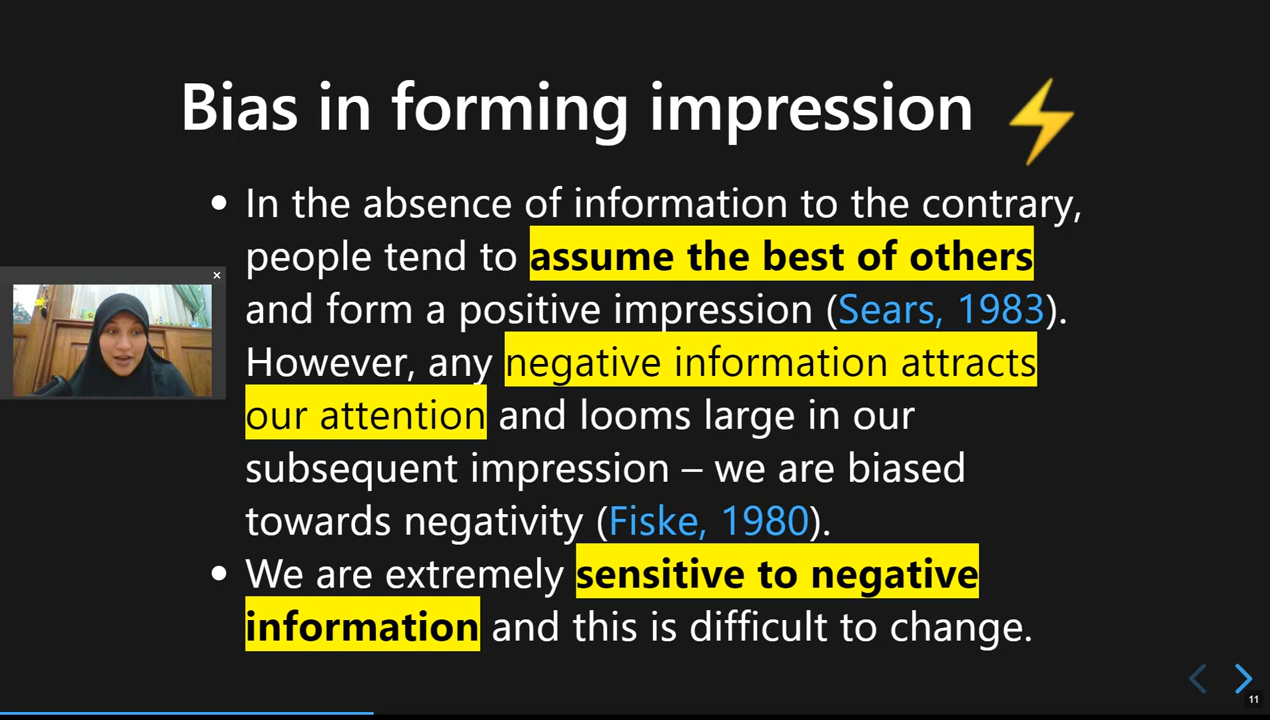 Bias in forming impression ⚡
• In the absence of information to the contrary,
people tend to assume the best of others
and form a positive impression (Sears, 1983).
However, any negative information attracts
our attention and looms large in our
subsequent impression – we are biased
towards negativity (Fiske, 1980).
• We are extremely sensitive to negative
information and this is difficult to change.
11